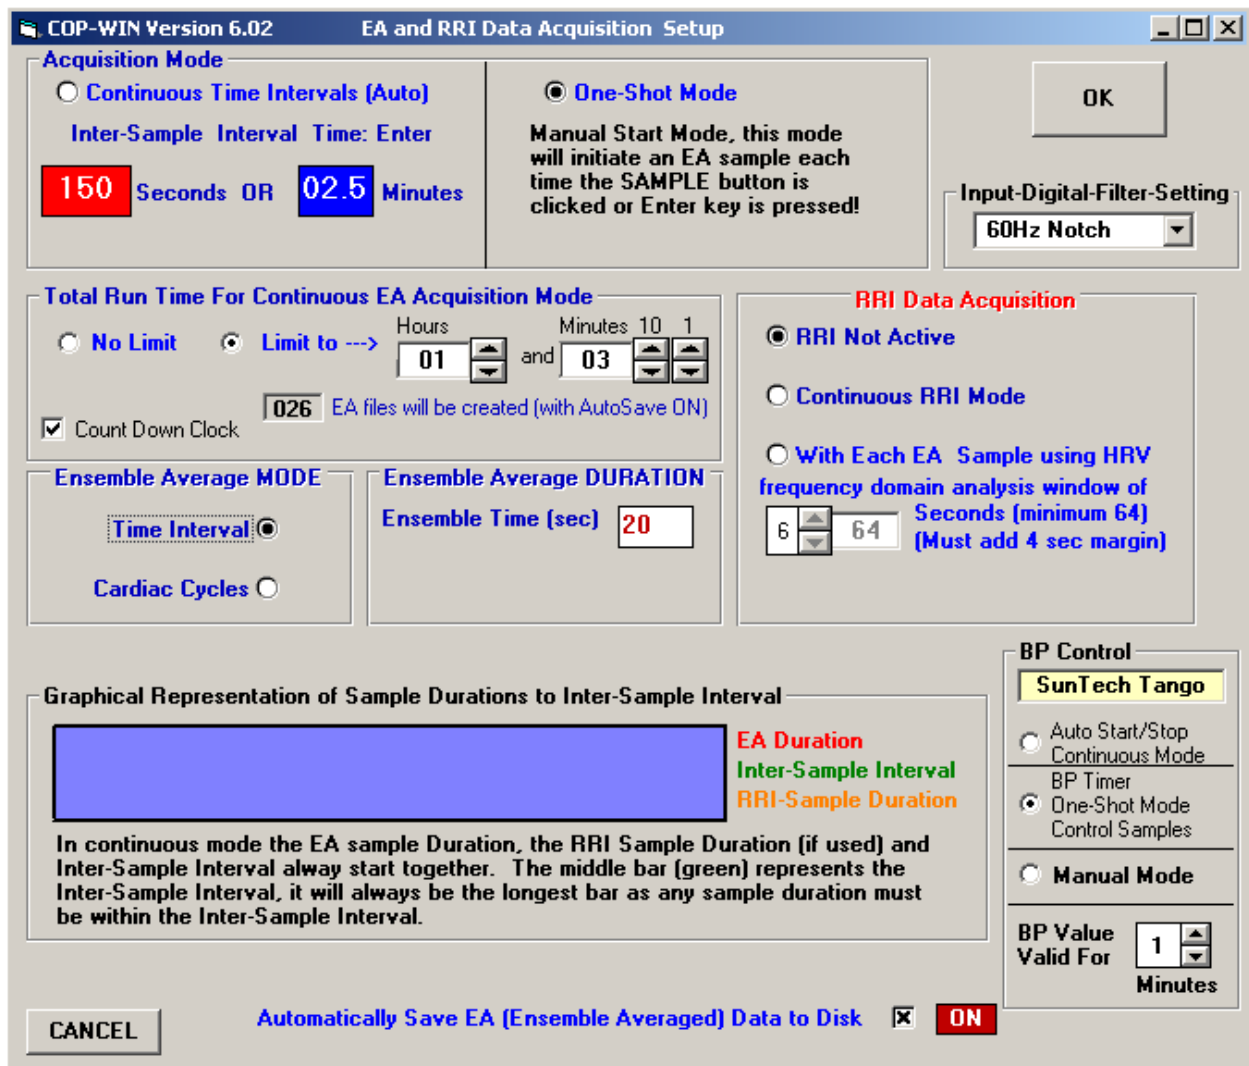 COP-WIN Version 6.02 EA and RRI Data Acquisition Setup
Acquisition Mode
Continuous Time Intervals (Auto)
Inter-Sample Interval Time: Enter
150 Seconds OR 02.5 Minutes
One-Shot Mode
Manual Start Mode, this mode
will initiate an EA sample each
time the SAMPLE button is
clicked or Enter key is pressed!
OK
Input-Digital-Filter-Setting
60Hz Notch
Total Run Time For Continuous EA Acquisition Mode
Hours Minutes 10 1
No Limit Limit to ---> 01 and 03
026 EA files will be created (with AutoSave ON)
Count Down Clock
RRI Data Acquisition
RRI Not Active
Continuous RRI Mode
With Each EA Sample using HRV
frequency domain analysis window of
6 64 Seconds (minimum 64)
(Must add 4 sec margin)
Ensemble Average MODE
Time Interval
Cardiac Cycles
Ensemble Average DURATION
Ensemble Time (sec) 20
Graphical Representation of Sample Durations to Inter-Sample Interval
EA Duration
Inter-Sample Interval
RRI-Sample Duration
In continuous mode the EA sample Duration, the RRI Sample Duration (if used) and
Inter-Sample Interval alway start together. The middle bar (green) represents the
Inter-Sample Interval, it will always be the longest bar as any sample duration must
be within the Inter-Sample Interval.
BP Control
SunTech Tango
Auto Start/Stop
Continuous Mode
BP Timer
One-Shot Mode
Control Samples
Manual Mode
BP Value
Valid For 1
Minutes
CANCEL
Automatically Save EA (Ensemble Averaged) Data to Disk ON